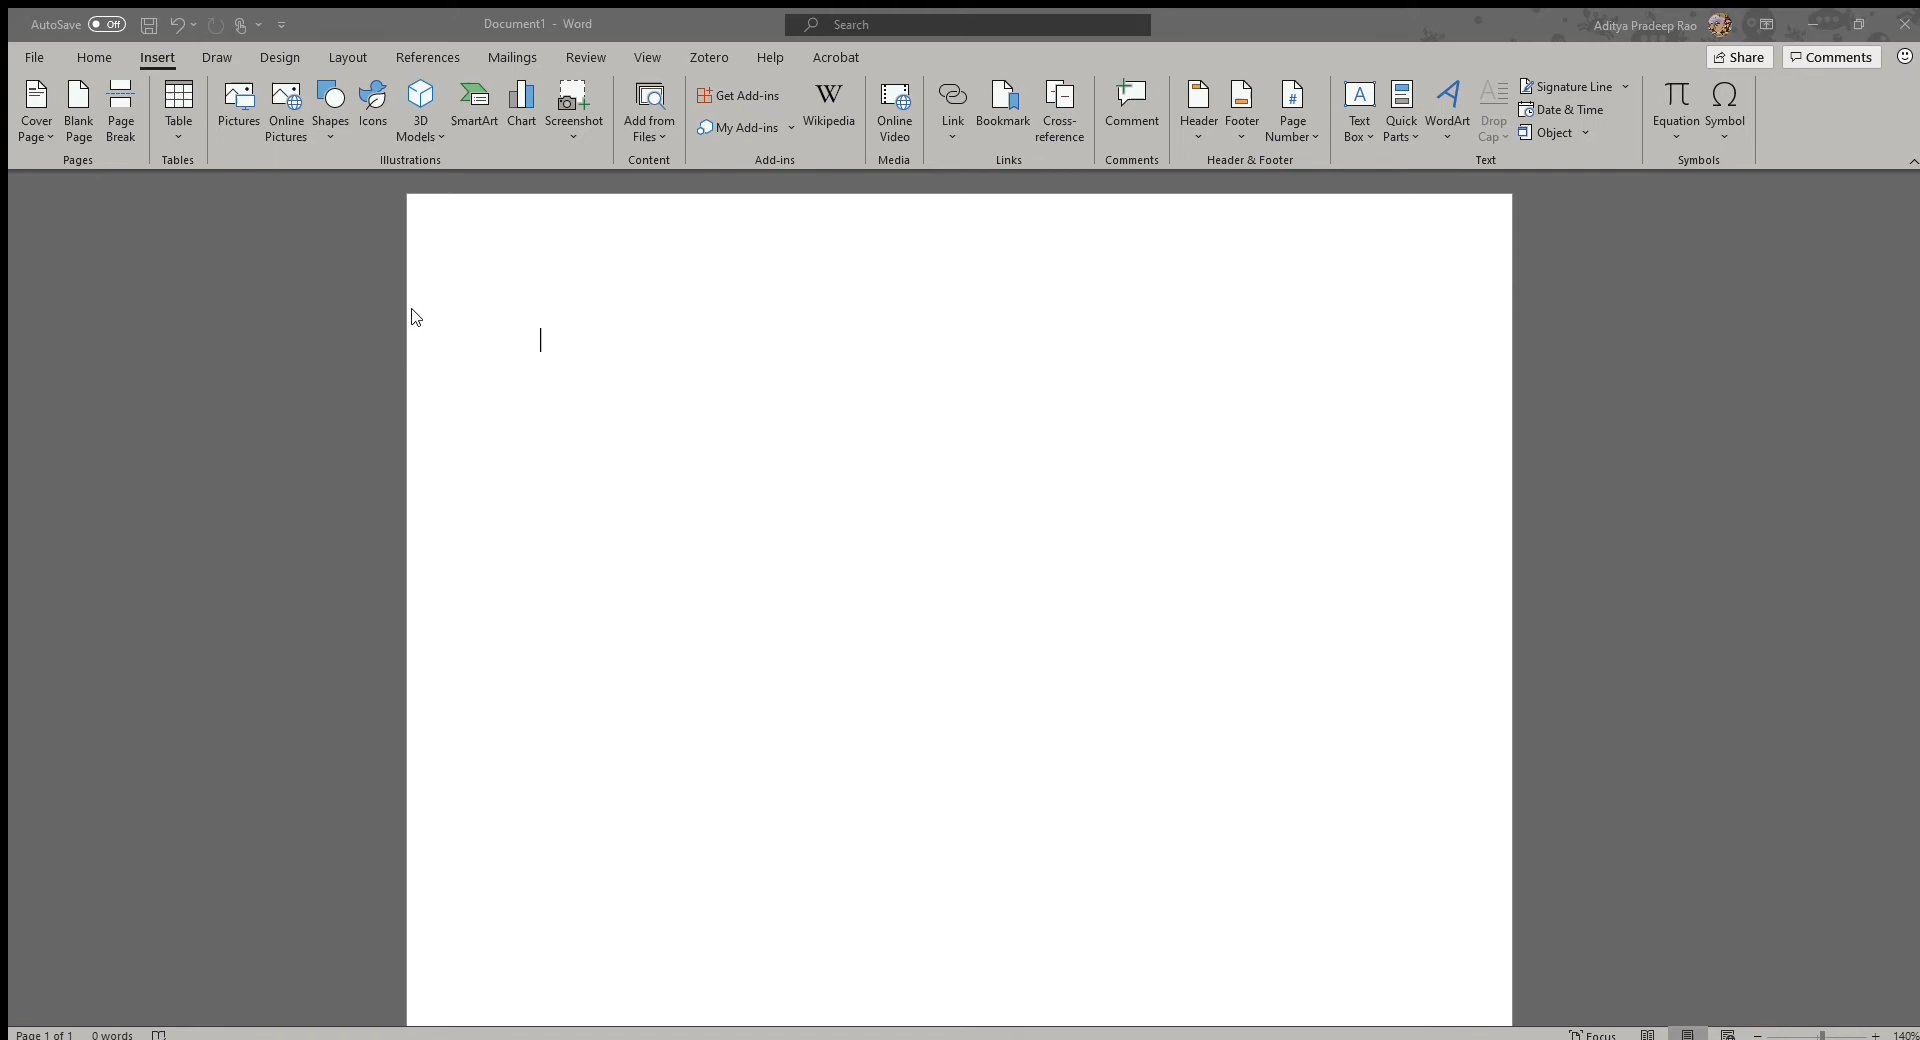 AutoSave Off Document1 - Word Search Aditya Pradeep Rao
File Home Insert Draw Design Layout References Mailings Review View Zotero Help Acrobat Share Comments
Cover Page
Blank Page
Page Break
Pages
Table
Tables
Pictures
Online Pictures
Shapes
Icons
3D Models
SmartArt
Chart
Screenshot
Illustrations
Add from Files
Content
Get Add-ins
My Add-ins
W
Wikipedia
Add-ins
Online Video
Media
Link
Bookmark
Cross-reference
Links
Comment
Comments
Header
Footer
#
Page Number
Header & Footer
A
Text Box
Quick Parts
A
WordArt
A
Drop Cap
Signature Line
Date & Time
Object
Text
π
Equation
Ω
Symbol
Symbols
Page 1 of 1 0 words Focus 140%